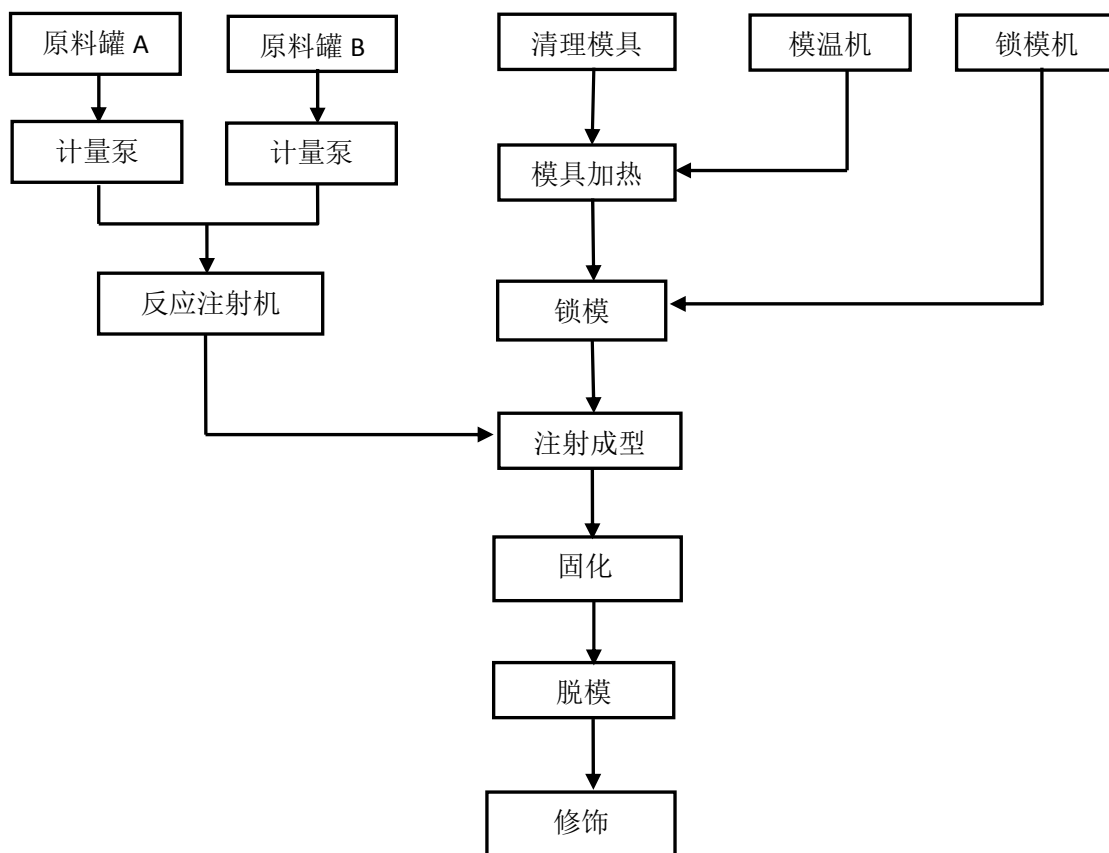 原料罐 A
原料罐 B
清理模具
模温机
锁模机
计量泵
计量泵
模具加热
反应注射机
锁模
注射成型
固化
脱模
修饰